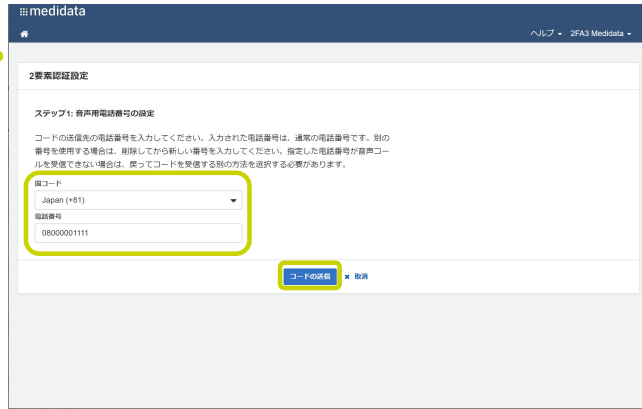 medidata
ヘルプ 2FA3 Medidata
2要素認証設定
ステップ1: 音声用電話番号の設定
コードの送信先の電話番号を入力してください。入力された電話番号は、通常の電話番号です。別の
番号を使用する場合は、削除してから新しい番号を入力してください。指定した電話番号が音声コー
ルを受信できない場合は、戻ってコードを受信する別の方法を選択する必要があります。
国コード
Japan (+81)
電話番号
08000001111
コードの送信 × 取消